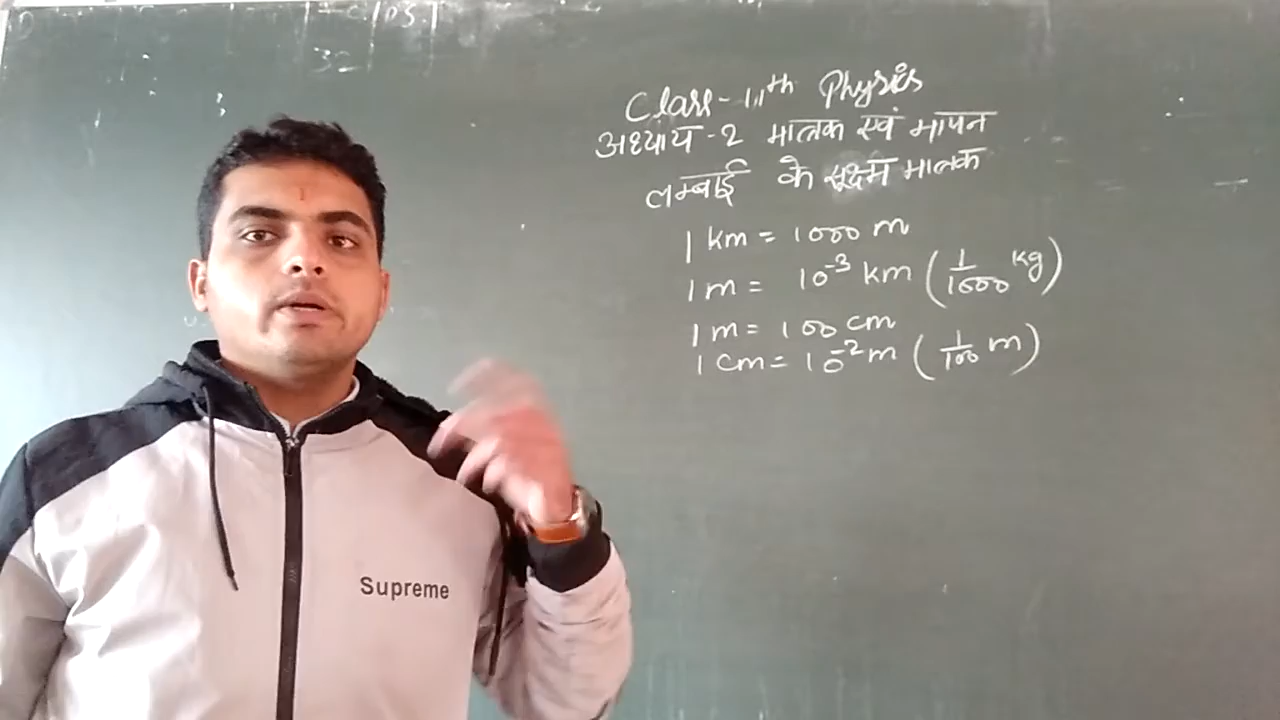 32
Class-11th Physics
अध्याय-2 मात्रक एवं मापन
लम्बाई के सूक्ष्म मात्रक
1 km = 1000 m
1 m = 10⁻³ km (1/1000 kg)
1 m = 100 cm
1 cm = 10⁻² m (1/100 m)
Supreme